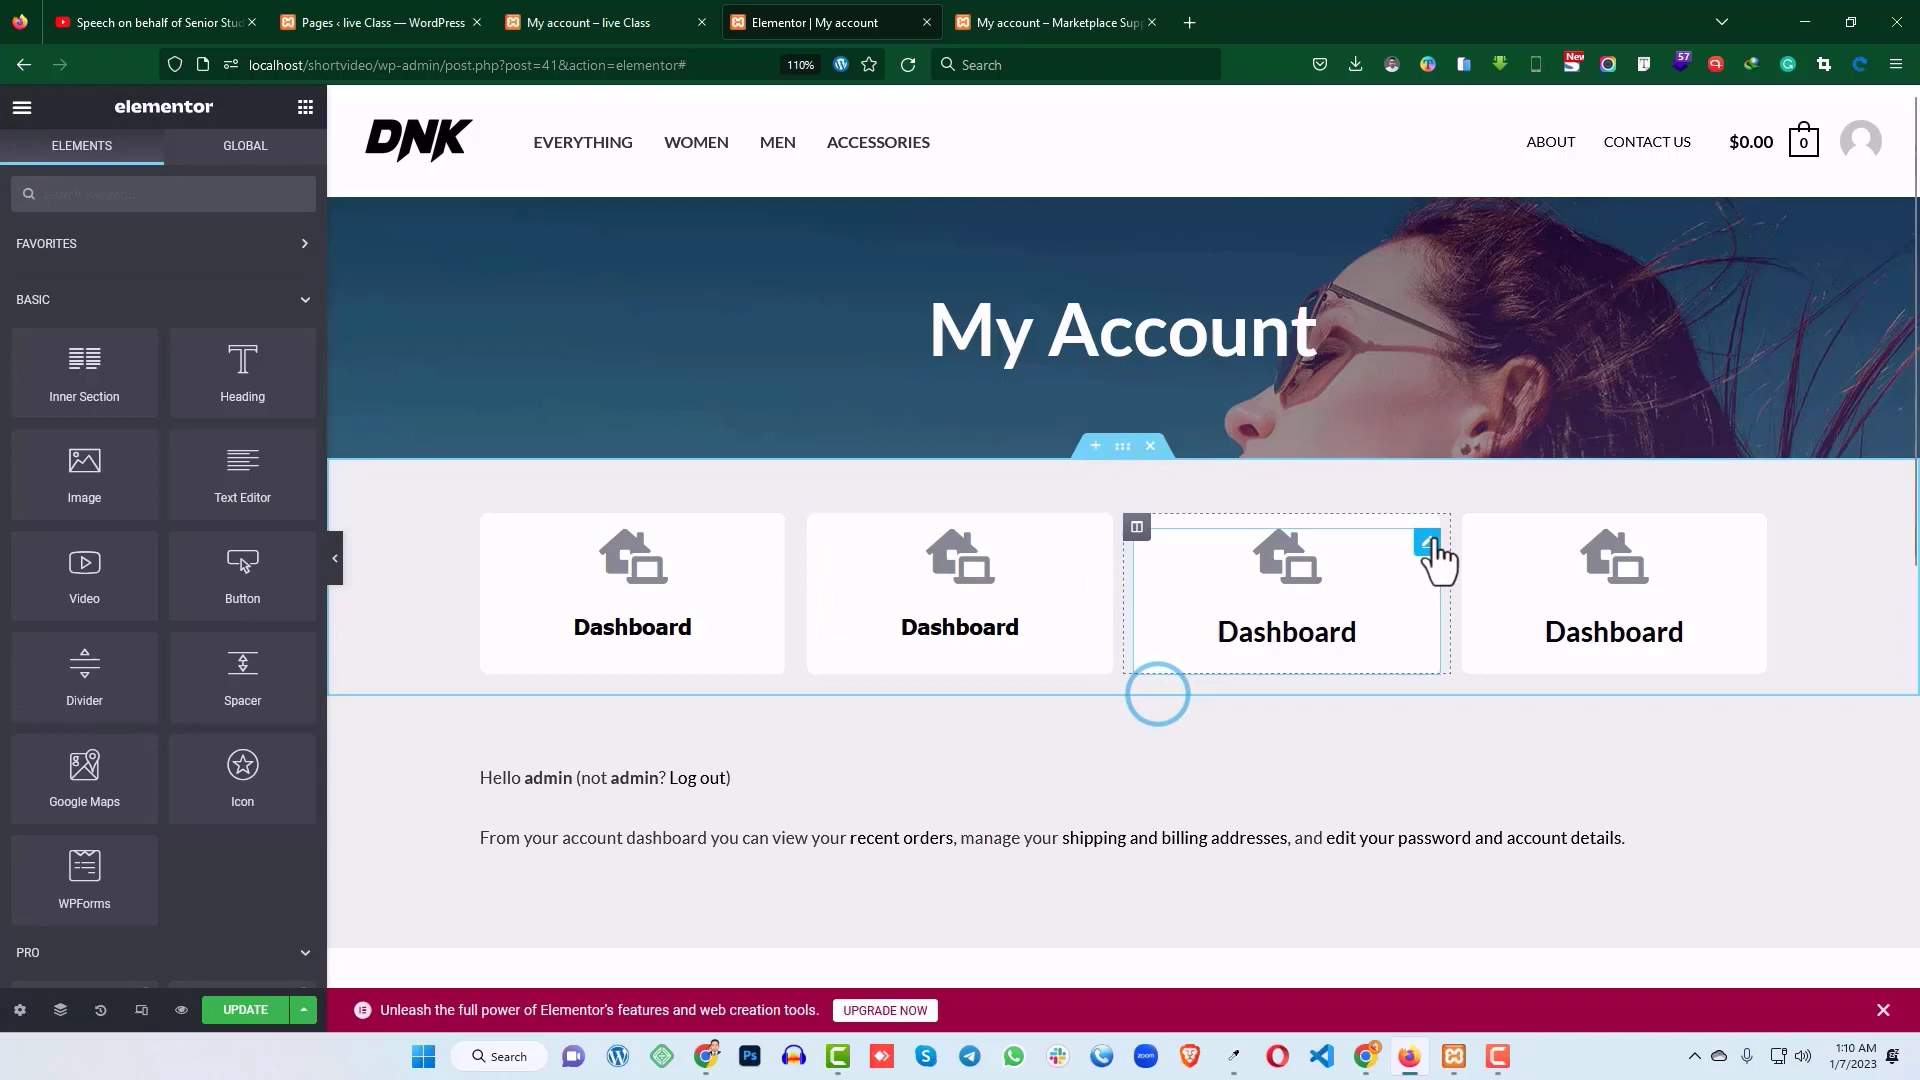 Speech on behalf of Senior Stud
Pages ‹ live Class — WordPress
My account – live Class
Elementor | My account
My account – Marketplace Supp
localhost/shortvideo/wp-admin/post.php?post=41&action=elementor#
110%
Search
New
57
elementor
ELEMENTS
GLOBAL
FAVORITES
BASIC
Inner Section
Heading
Image
Text Editor
Video
Button
Divider
Spacer
Google Maps
Icon
WPForms
PRO
UPDATE
DNK
EVERYTHING
WOMEN
MEN
ACCESSORIES
ABOUT
CONTACT US
$0.00
0
My Account
Dashboard
Dashboard
Dashboard
Dashboard
Hello admin (not admin? Log out)
From your account dashboard you can view your recent orders, manage your shipping and billing addresses, and edit your password and account details.
Unleash the full power of Elementor's features and web creation tools.
UPGRADE NOW
Search
Ps
zoom
1:10 AM
1/7/2023